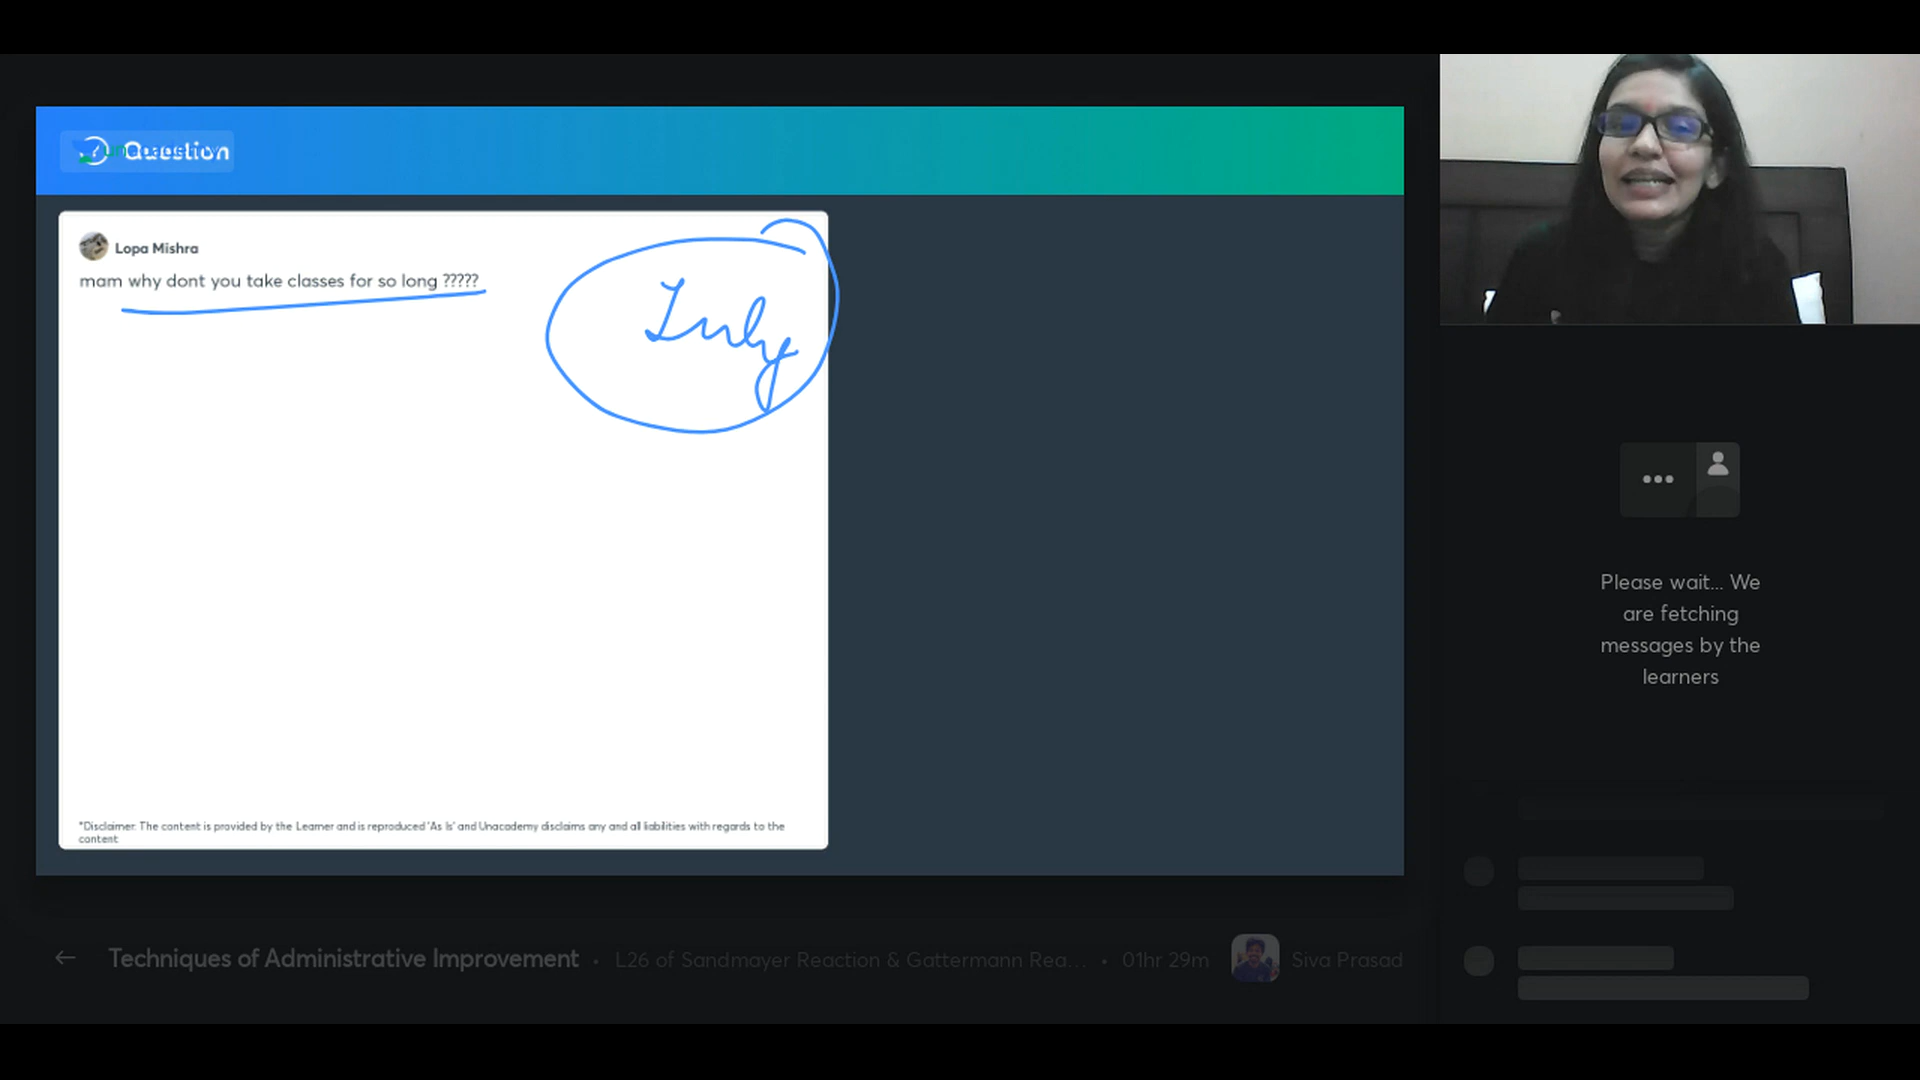 Question
Lopa Mishra
mam why dont you take classes for so long ?????
July
*Disclaimer: The content is provided by the Learner and is reproduced 'As Is' and Unacademy disclaims any and all liabilities with regards to the
content
Please wait... We
are fetching
messages by the
learners
Techniques of Administrative Improvement • L26 of Sandmayer Reaction & Gattermann Rea... • 01hr 29m Siva Prasad